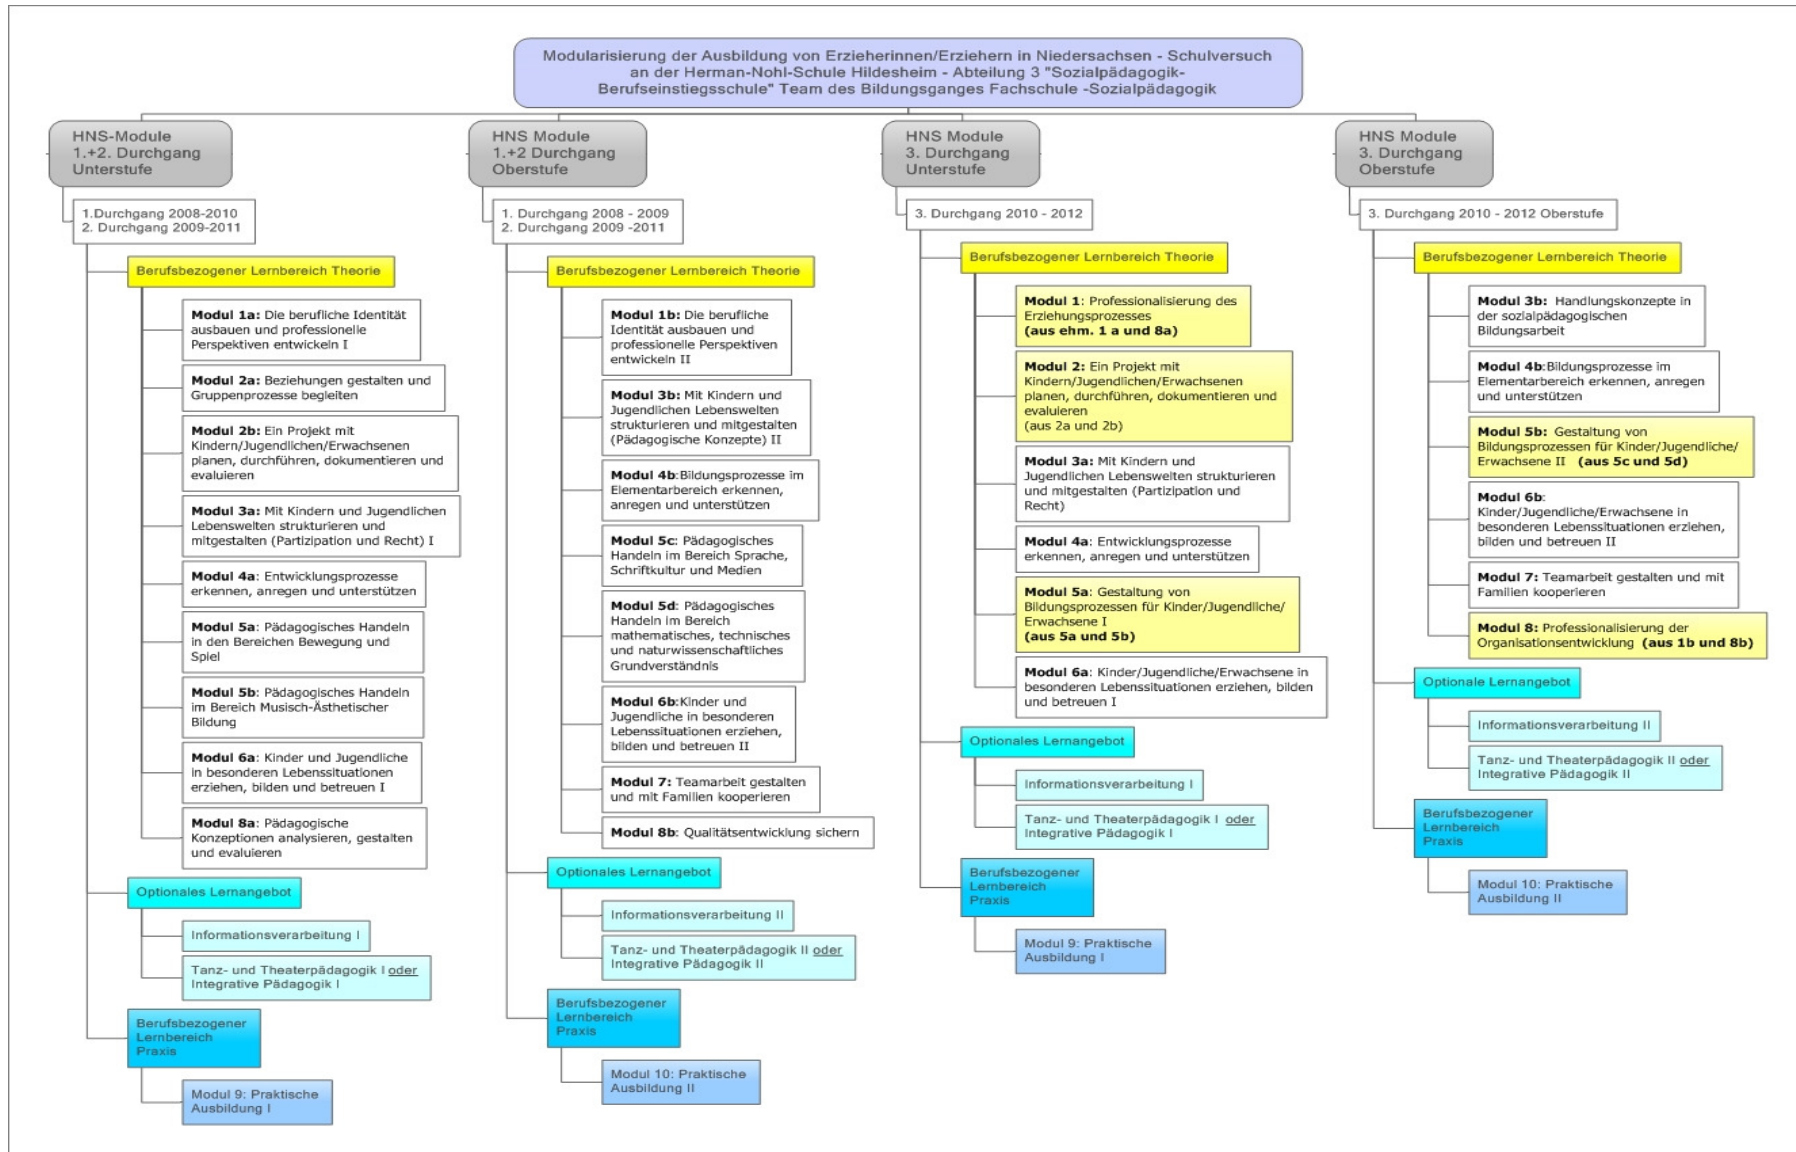 Modularisierung der Ausbildung von Erzieherinnen/Erziehern in Niedersachsen - Schulversuch
an der Herman-Nohl-Schule Hildesheim - Abteilung 3 "Sozialpädagogik-
Berufseinstiegsschule" Team des Bildungsganges Fachschule -Sozialpädagogik
HNS-Module
1.+2. Durchgang
Unterstufe
1.Durchgang 2008-2010
2. Durchgang 2009-2011
Berufsbezogener Lernbereich Theorie
Modul 1a: Die berufliche Identität
ausbauen und professionelle
Perspektiven entwickeln I
Modul 2a: Beziehungen gestalten und
Gruppenprozesse begleiten
Modul 2b: Ein Projekt mit
Kindern/Jugendlichen/Erwachsenen
planen, durchführen, dokumentieren und
evaluieren
Modul 3a: Mit Kindern und Jugendlichen
Lebenswelten strukturieren und
mitgestalten (Partizipation und Recht) I
Modul 4a: Entwicklungsprozesse
erkennen, anregen und unterstützen
Modul 5a: Pädagogisches Handeln
in den Bereichen Bewegung und
Spiel
Modul 5b: Pädagogisches Handeln
im Bereich Musisch-Ästhetischer
Bildung
Modul 6a: Kinder und Jugendliche
in besonderen Lebenssituationen
erziehen, bilden und betreuen I
Modul 8a: Pädagogische
Konzeptionen analysieren, gestalten
und evaluieren
Optionales Lernangebot
Informationsverarbeitung I
Tanz- und Theaterpädagogik I oder
Integrative Pädagogik I
Berufsbezogener
Lernbereich
Praxis
Modul 9: Praktische
Ausbildung I
HNS Module
1.+2 Durchgang
Oberstufe
1. Durchgang 2008 - 2009
2. Durchgang 2009 -2011
Berufsbezogener Lernbereich Theorie
Modul 1b: Die berufliche
Identität ausbauen und
professionelle Perspektiven
entwickeln II
Modul 3b: Mit Kindern und
Jugendlichen Lebenswelten
strukturieren und mitgestalten
(Pädagogische Konzepte) II
Modul 4b:Bildungsprozesse im
Elementarbereich erkennen,
anregen und unterstützen
Modul 5c: Pädagogisches
Handeln im Bereich Sprache,
Schriftkultur und Medien
Modul 5d: Pädagogisches
Handeln im Bereich
mathematisches, technisches
und naturwissenschaftliches
Grundverständnis
Modul 6b:Kinder und
Jugendliche in besonderen
Lebenssituationen erziehen,
bilden und betreuen II
Modul 7: Teamarbeit gestalten
und mit Familien kooperieren
Modul 8b: Qualitätsentwicklung sichern
Optionales Lernangebot
Informationsverarbeitung II
Tanz- und Theaterpädagogik II oder
Integrative Pädagogik II
Berufsbezogener
Lernbereich
Praxis
Modul 10: Praktische
Ausbildung II
HNS Module
3. Durchgang
Unterstufe
3. Durchgang 2010 - 2012
Berufsbezogener Lernbereich Theorie
Modul 1: Professionalisierung des
Erziehungsprozesses
(aus ehm. 1 a und 8a)
Modul 2: Ein Projekt mit
Kindern/Jugendlichen/Erwachsenen
planen, durchführen, dokumentieren und
evaluieren
(aus 2a und 2b)
Modul 3a: Mit Kindern und
Jugendlichen Lebenswelten strukturieren
und mitgestalten (Partizipation und
Recht)
Modul 4a: Entwicklungsprozesse
erkennen, anregen und unterstützen
Modul 5a: Gestaltung von
Bildungsprozessen für Kinder/Jugendliche/
Erwachsene I
(aus 5a und 5b)
Modul 6a: Kinder/Jugendliche/Erwachsene in
besonderen Lebenssituationen erziehen, bilden
und betreuen I
Optionales Lernangebot
Informationsverarbeitung I
Tanz- und Theaterpädagogik I oder
Integrative Pädagogik I
Berufsbezogener
Lernbereich
Praxis
Modul 9: Praktische
Ausbildung I
HNS Module
3. Durchgang
Oberstufe
3. Durchgang 2010 - 2012 Oberstufe
Berufsbezogener Lernbereich Theorie
Modul 3b: Handlungskonzepte in
der sozialpädagogischen
Bildungsarbeit
Modul 4b:Bildungsprozesse im
Elementarbereich erkennen, anregen
und unterstützen
Modul 5b: Gestaltung von
Bildungsprozessen für Kinder/Jugendliche/
Erwachsene II (aus 5c und 5d)
Modul 6b:
Kinder/Jugendliche/Erwachsene in
besonderen Lebenssituationen erziehen,
bilden und betreuen II
Modul 7: Teamarbeit gestalten und mit
Familien kooperieren
Modul 8: Professionalisierung der
Organisationsentwicklung (aus 1b und 8b)
Optionale Lernangebot
Informationsverarbeitung II
Tanz- und Theaterpädagogik II oder
Integrative Pädagogik II
Berufsbezogener
Lernbereich
Praxis
Modul 10: Praktische
Ausbildung II